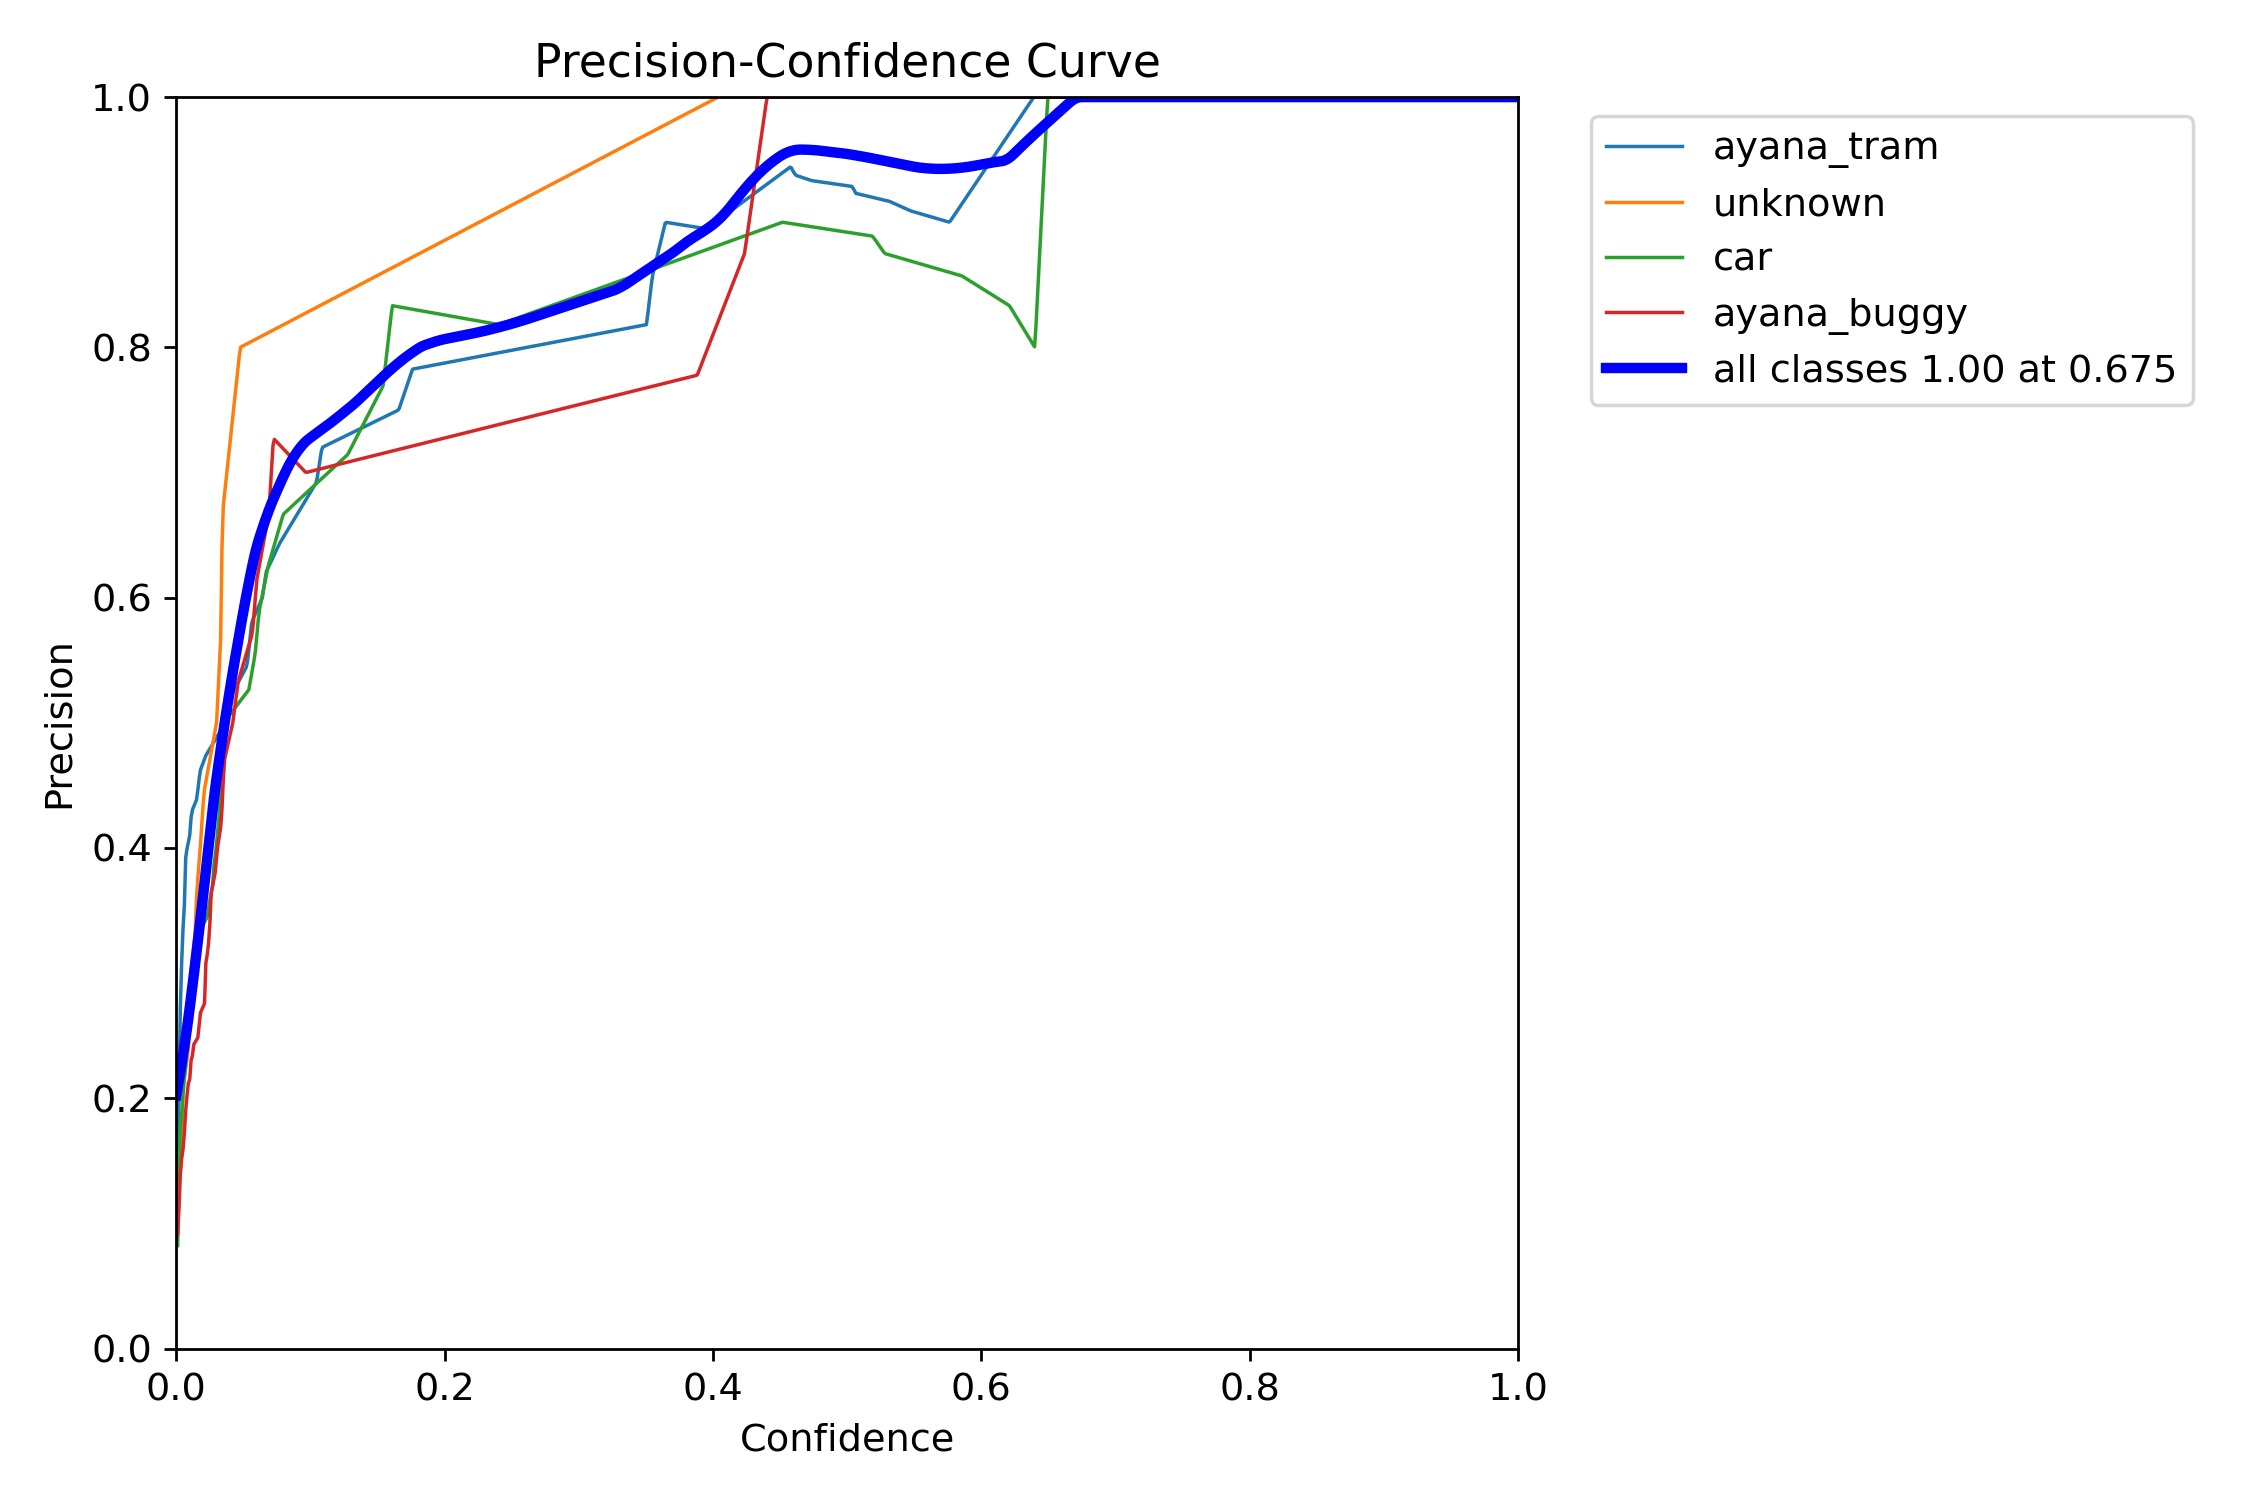 Precision-Confidence Curve
1.0
0.8
0.6
0.4
0.2
0.0
Precision
0.0 0.2 0.4 0.6 0.8 1.0
Confidence
ayana_tram
unknown
car
ayana_buggy
all classes 1.00 at 0.675